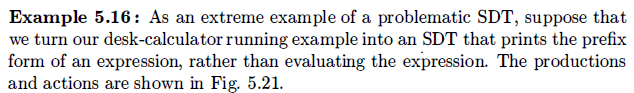 Example 5.16: As an extreme example of a problematic SDT, suppose that
we turn our desk-calculator running example into an SDT that prints the prefix
form of an expression, rather than evaluating the expression. The productions
and actions are shown in Fig. 5.21.